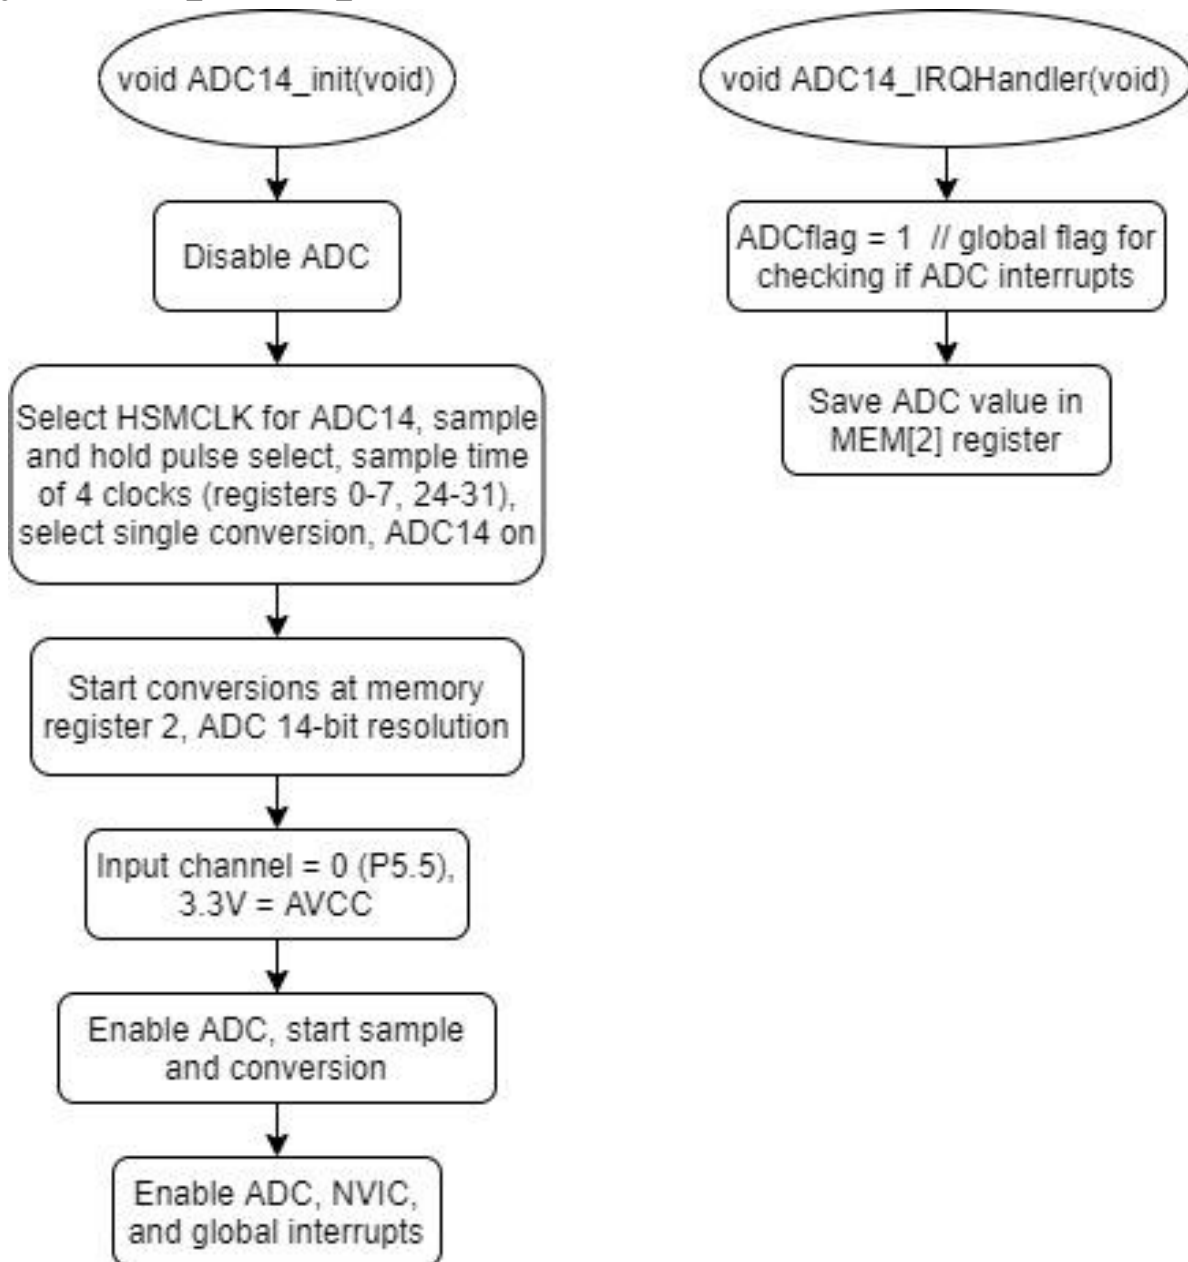 void ADC14_init(void)
Disable ADC
Select HSMCLK for ADC14, sample
and hold pulse select, sample time
of 4 clocks (registers 0-7, 24-31),
select single conversion, ADC14 on
Start conversions at memory
register 2, ADC 14-bit resolution
Input channel = 0 (P5.5),
3.3V = AVCC
Enable ADC, start sample
and conversion
Enable ADC, NVIC,
and global interrupts
void ADC14_IRQHandler(void)
ADCflag = 1  // global flag for
checking if ADC interrupts
Save ADC value in
MEM[2] register